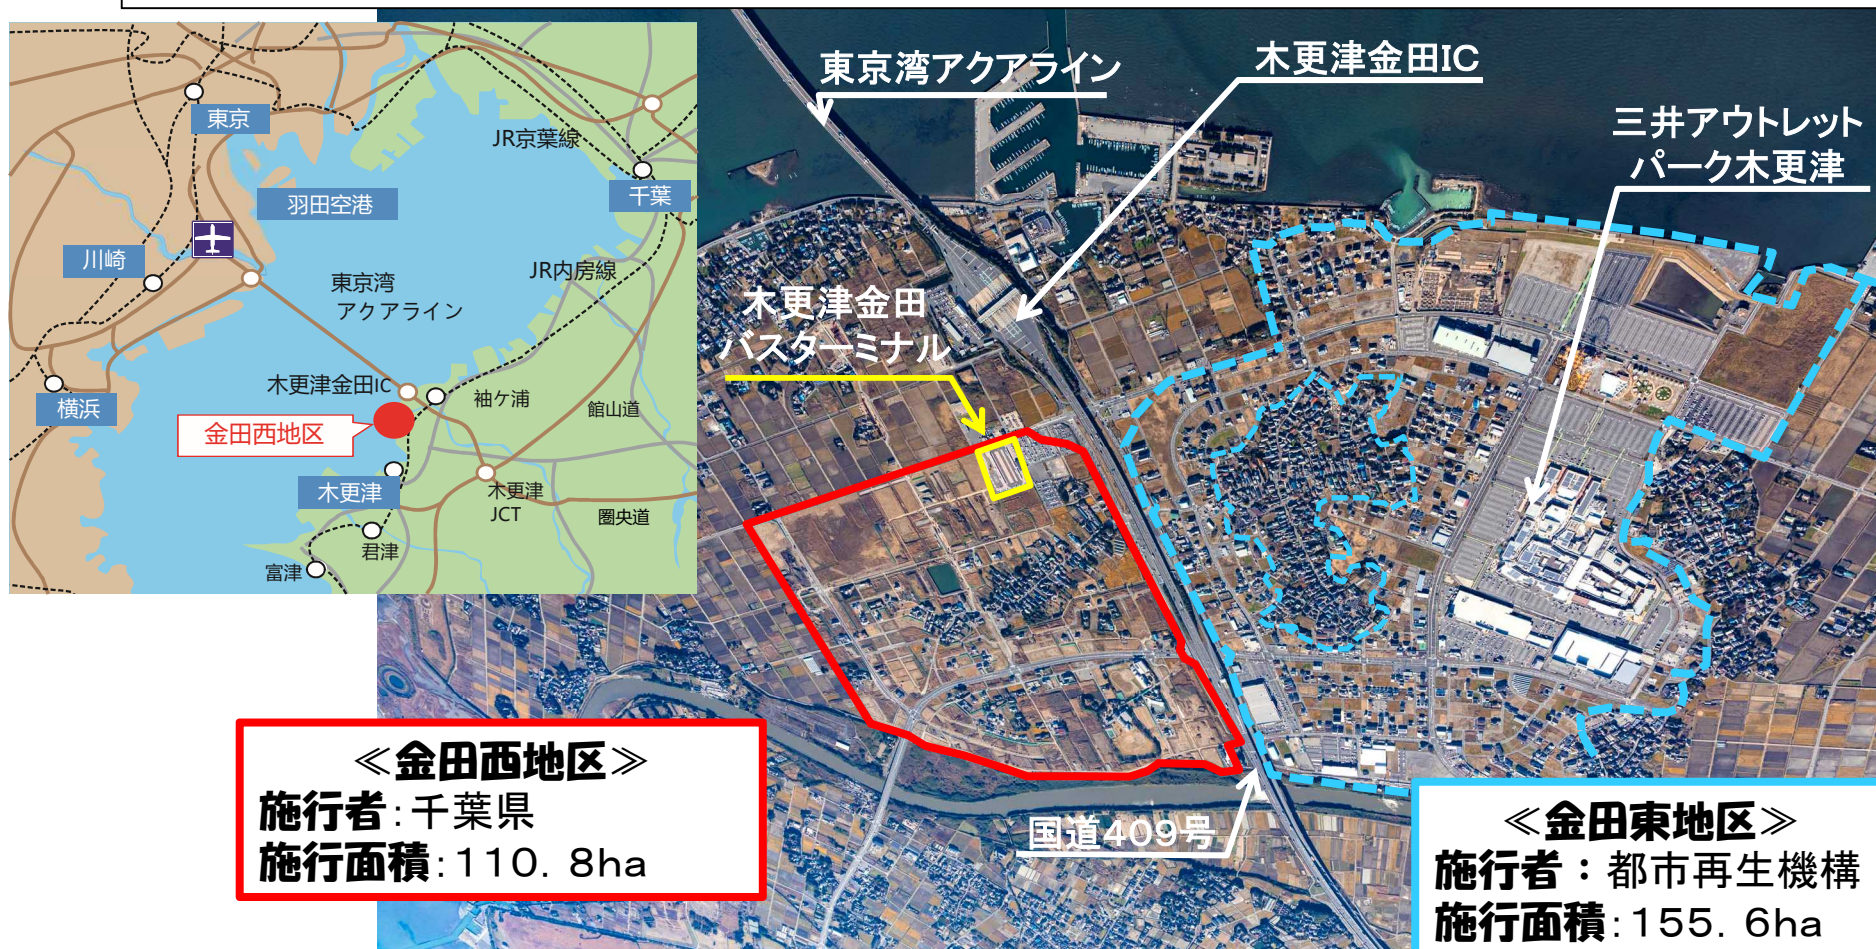 東京
羽田空港
川崎
横浜
千葉
JR京葉線
JR内房線
東京湾
アクアライン
木更津金田IC
金田西地区
袖ケ浦
館山道
木更津
木更津
JCT
圏央道
君津
富津
東京湾アクアライン
木更津金田IC
三井アウトレット
パーク木更津
木更津金田
バスターミナル
国道409号
≪金田西地区≫
施行者:千葉県
施行面積:110.8ha
≪金田東地区≫
施行者:都市再生機構
施行面積:155.6ha